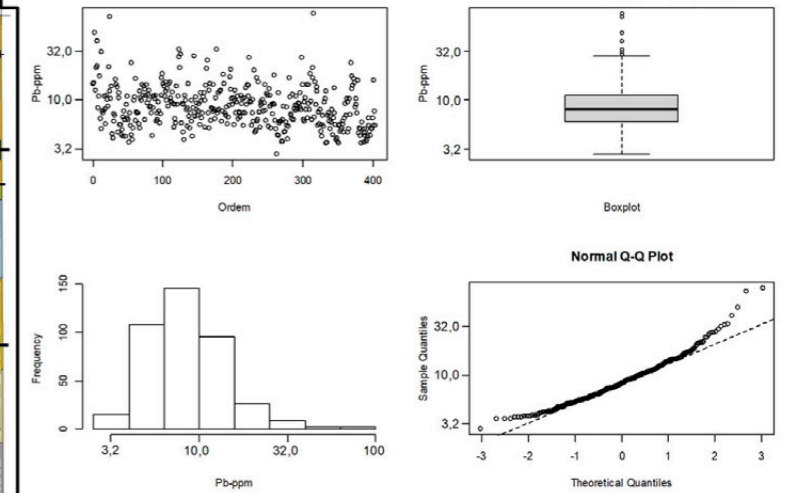 Pb-ppm
32,0
10,0
3,2
0 100 200 300 400
Ordem
Pb-ppm
32,0
10,0
3,2
Boxplot
Frequency
150
100
50
0
3,2 10,0 32,0 100
Pb-ppm
Normal Q-Q Plot
Sample Quantiles
32,0
10,0
3,2
-3 -2 -1 0 1 2 3
Theoretical Quantiles